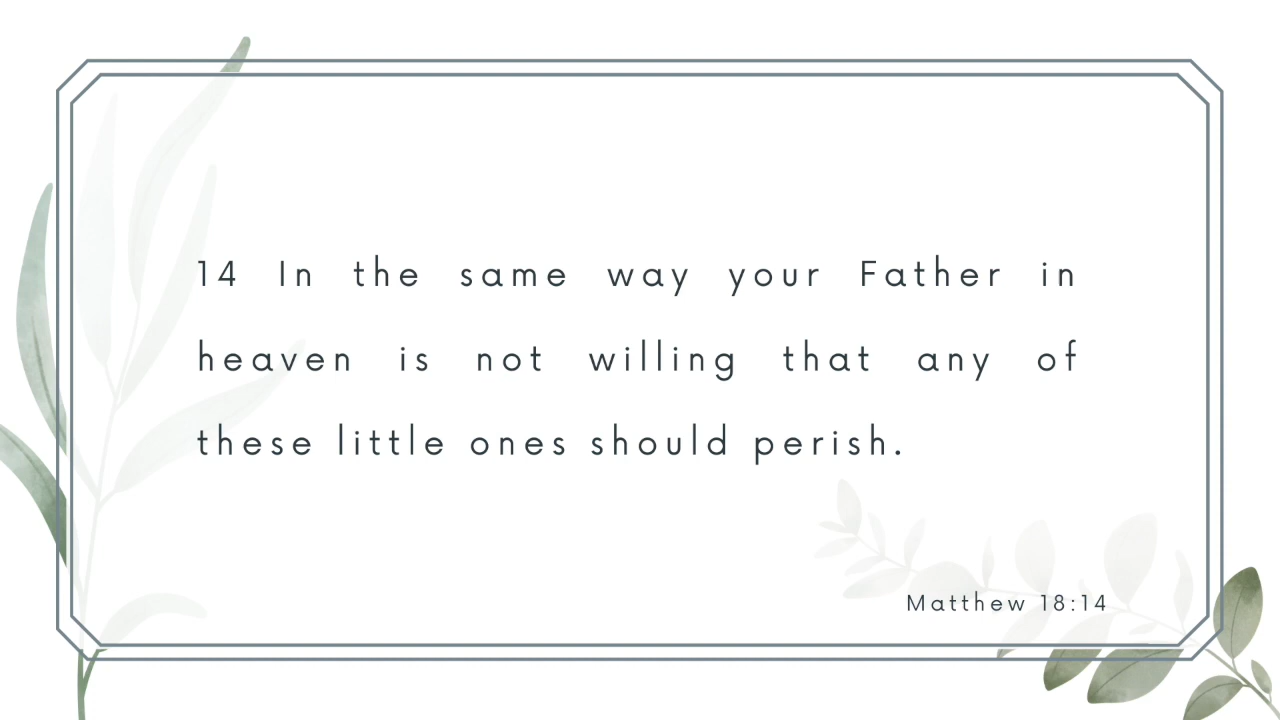 14 In the same way your Father in
heaven is not willing that any of
these little ones should perish.
Matthew 18:14